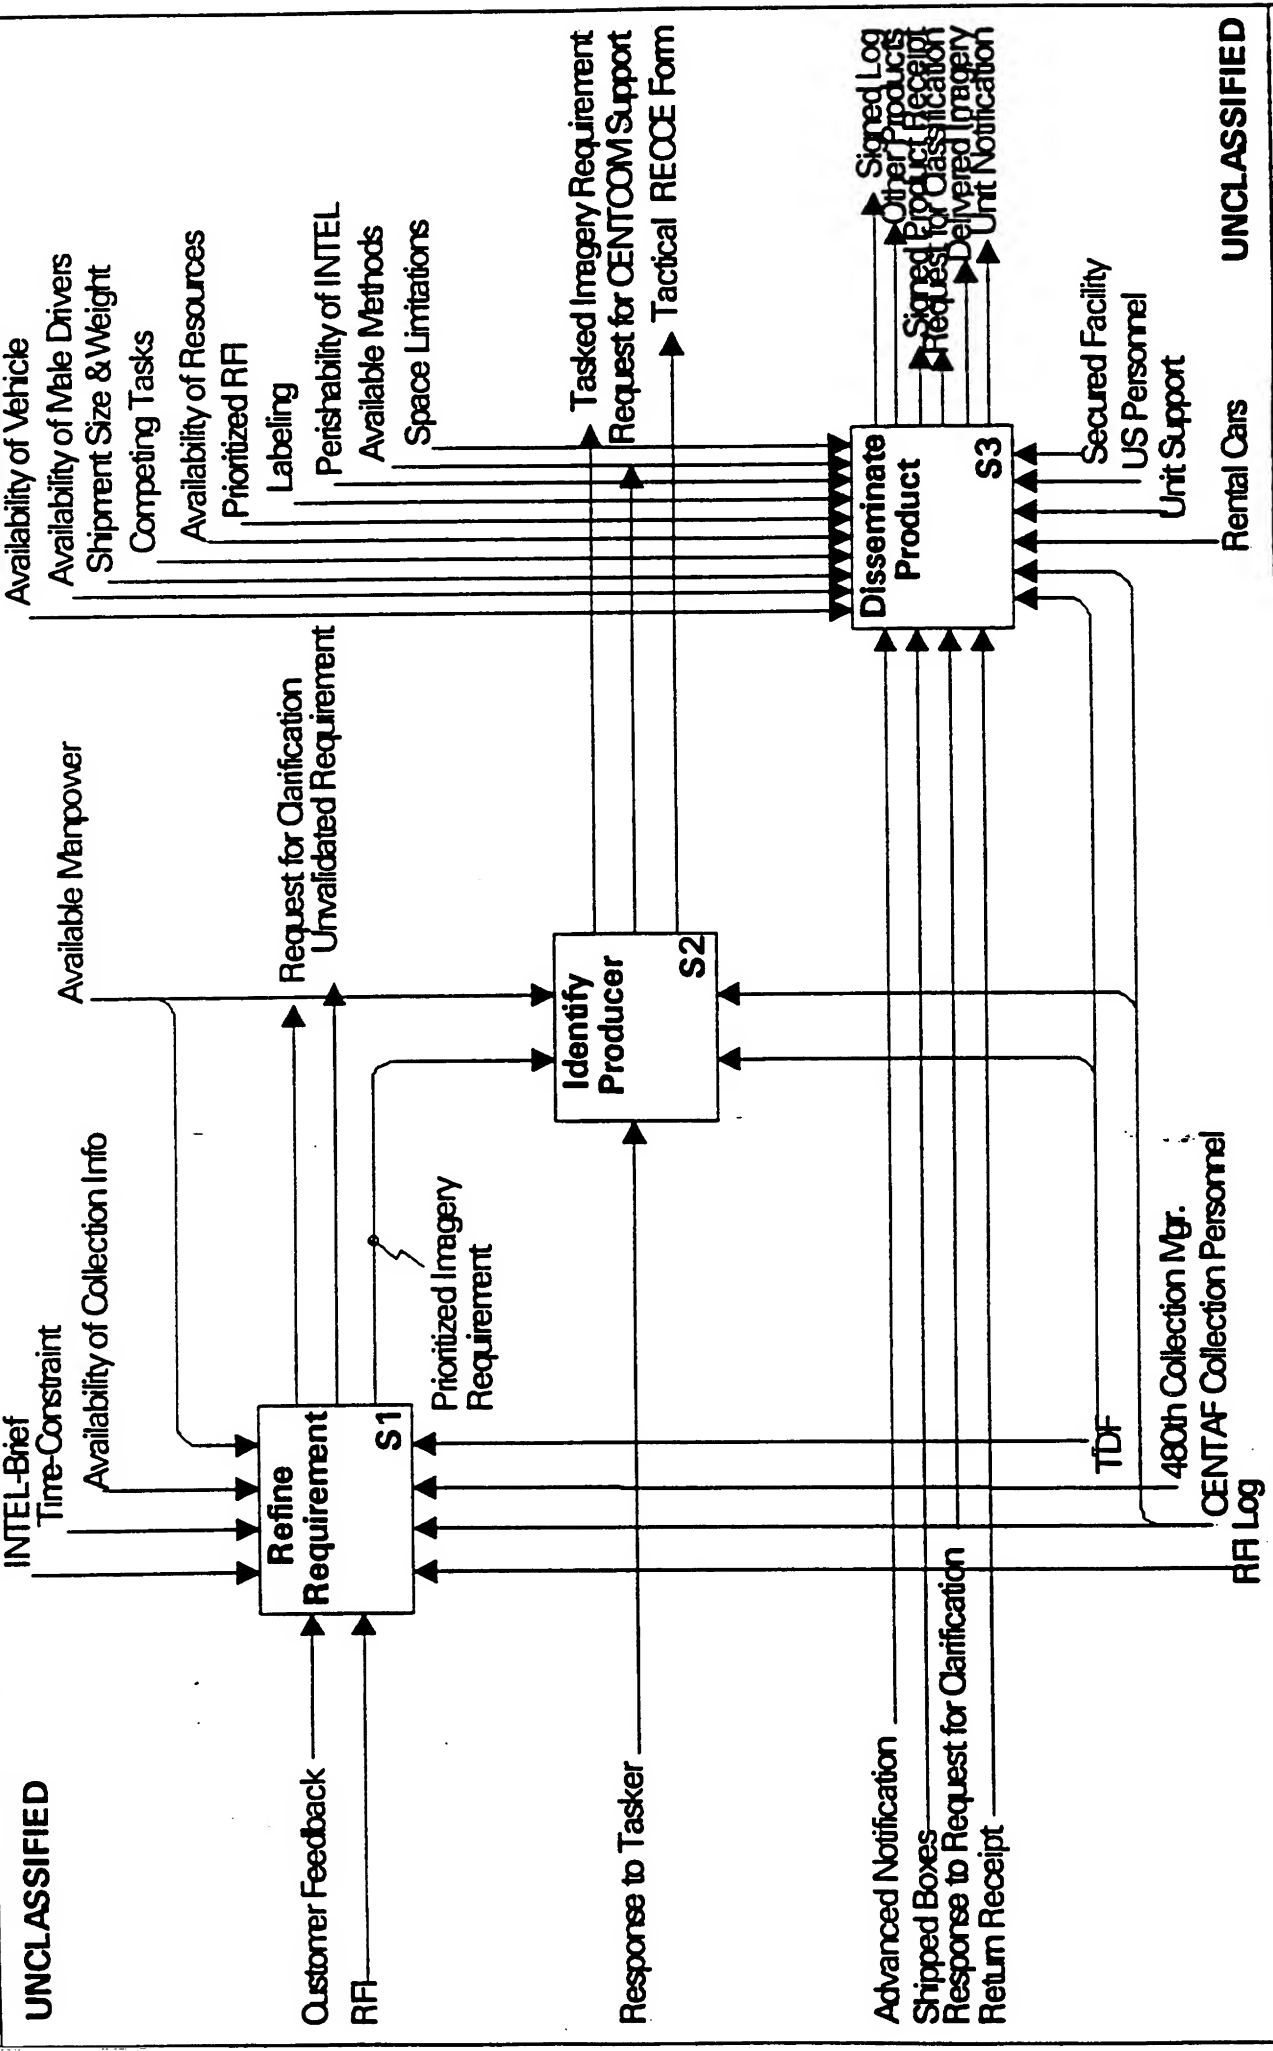 UNCLASSIFIED
INTEL-Brief
Time-Constraint
Availability of Collection Info
Available Manpower
Availability of Vehicle
Availability of Male Drivers
Shipment Size & Weight
Competing Tasks
Availability of Resources
Prioritized RFI
Labeling
Perishability of INTEL
Available Methods
Space Limitations
Customer Feedback
RFI
Refine
Requirement
S1
Request for Clarification
Unvalidated Requirement
Prioritized Imagery
Requirement
Response to Tasker
Identify
Producer
S2
Tasked Imagery Requirement
Request for CENTCOM Support
Tactical RECCE Form
Advanced Notification
Shipped Boxes
Response to Request for Clarification
Return Receipt
Disseminate
Product
S3
Signed Log
Other Products
Signed Product Receipt
Request for Classification
Delivered Imagery
Unit Notification
TDF
480th Collection Mgr.
CENTAF Collection Personnel
RFI Log
Secured Facility
US Personnel
Unit Support
Rental Cars
UNCLASSIFIED